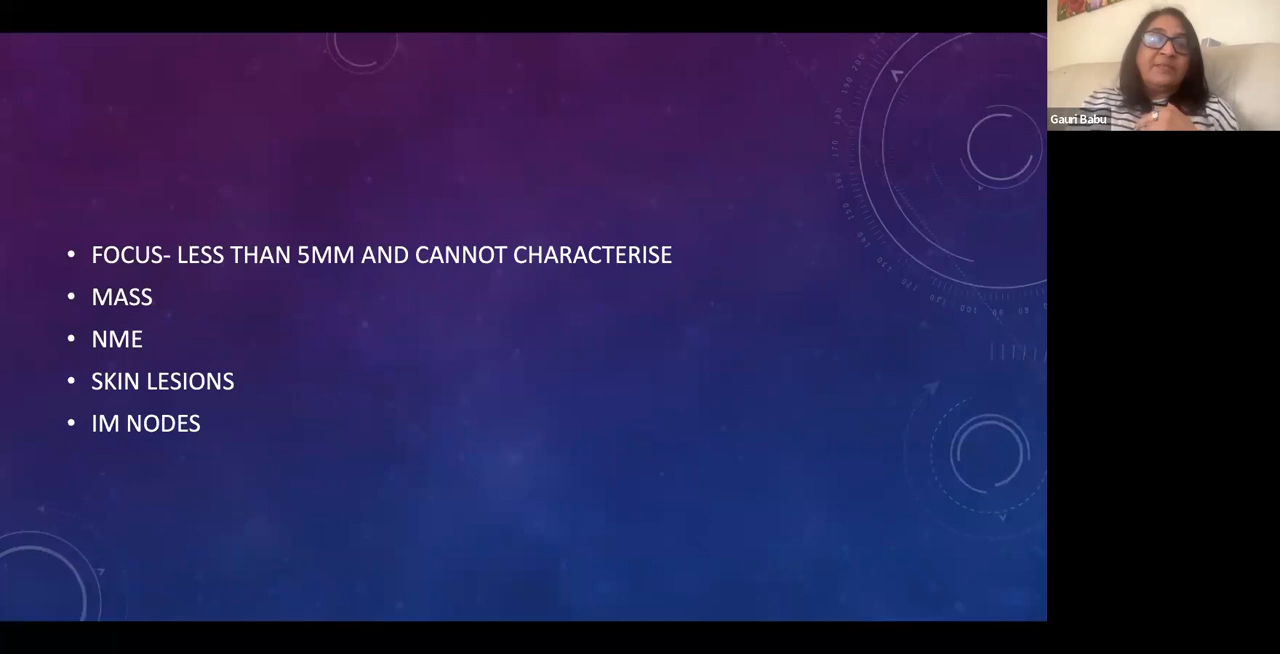 • FOCUS- LESS THAN 5MM AND CANNOT CHARACTERISE
• MASS
• NME
• SKIN LESIONS
• IM NODES
Gauri Babu